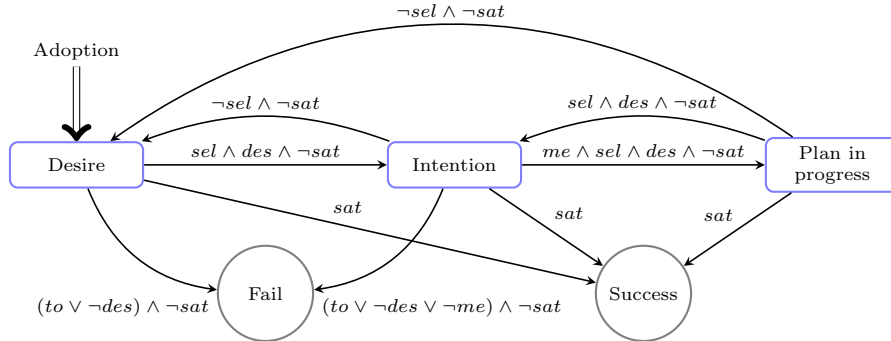 ¬sel ∧ ¬sat
Adoption
¬sel ∧ ¬sat
sel ∧ des ∧ ¬sat
Desire
sel ∧ des ∧ ¬sat
Intention
me ∧ sel ∧ des ∧ ¬sat
Plan in
progress
sat
sat
sat
Fail
Success
(to ∨ ¬des) ∧ ¬sat
(to ∨ ¬des ∨ ¬me) ∧ ¬sat